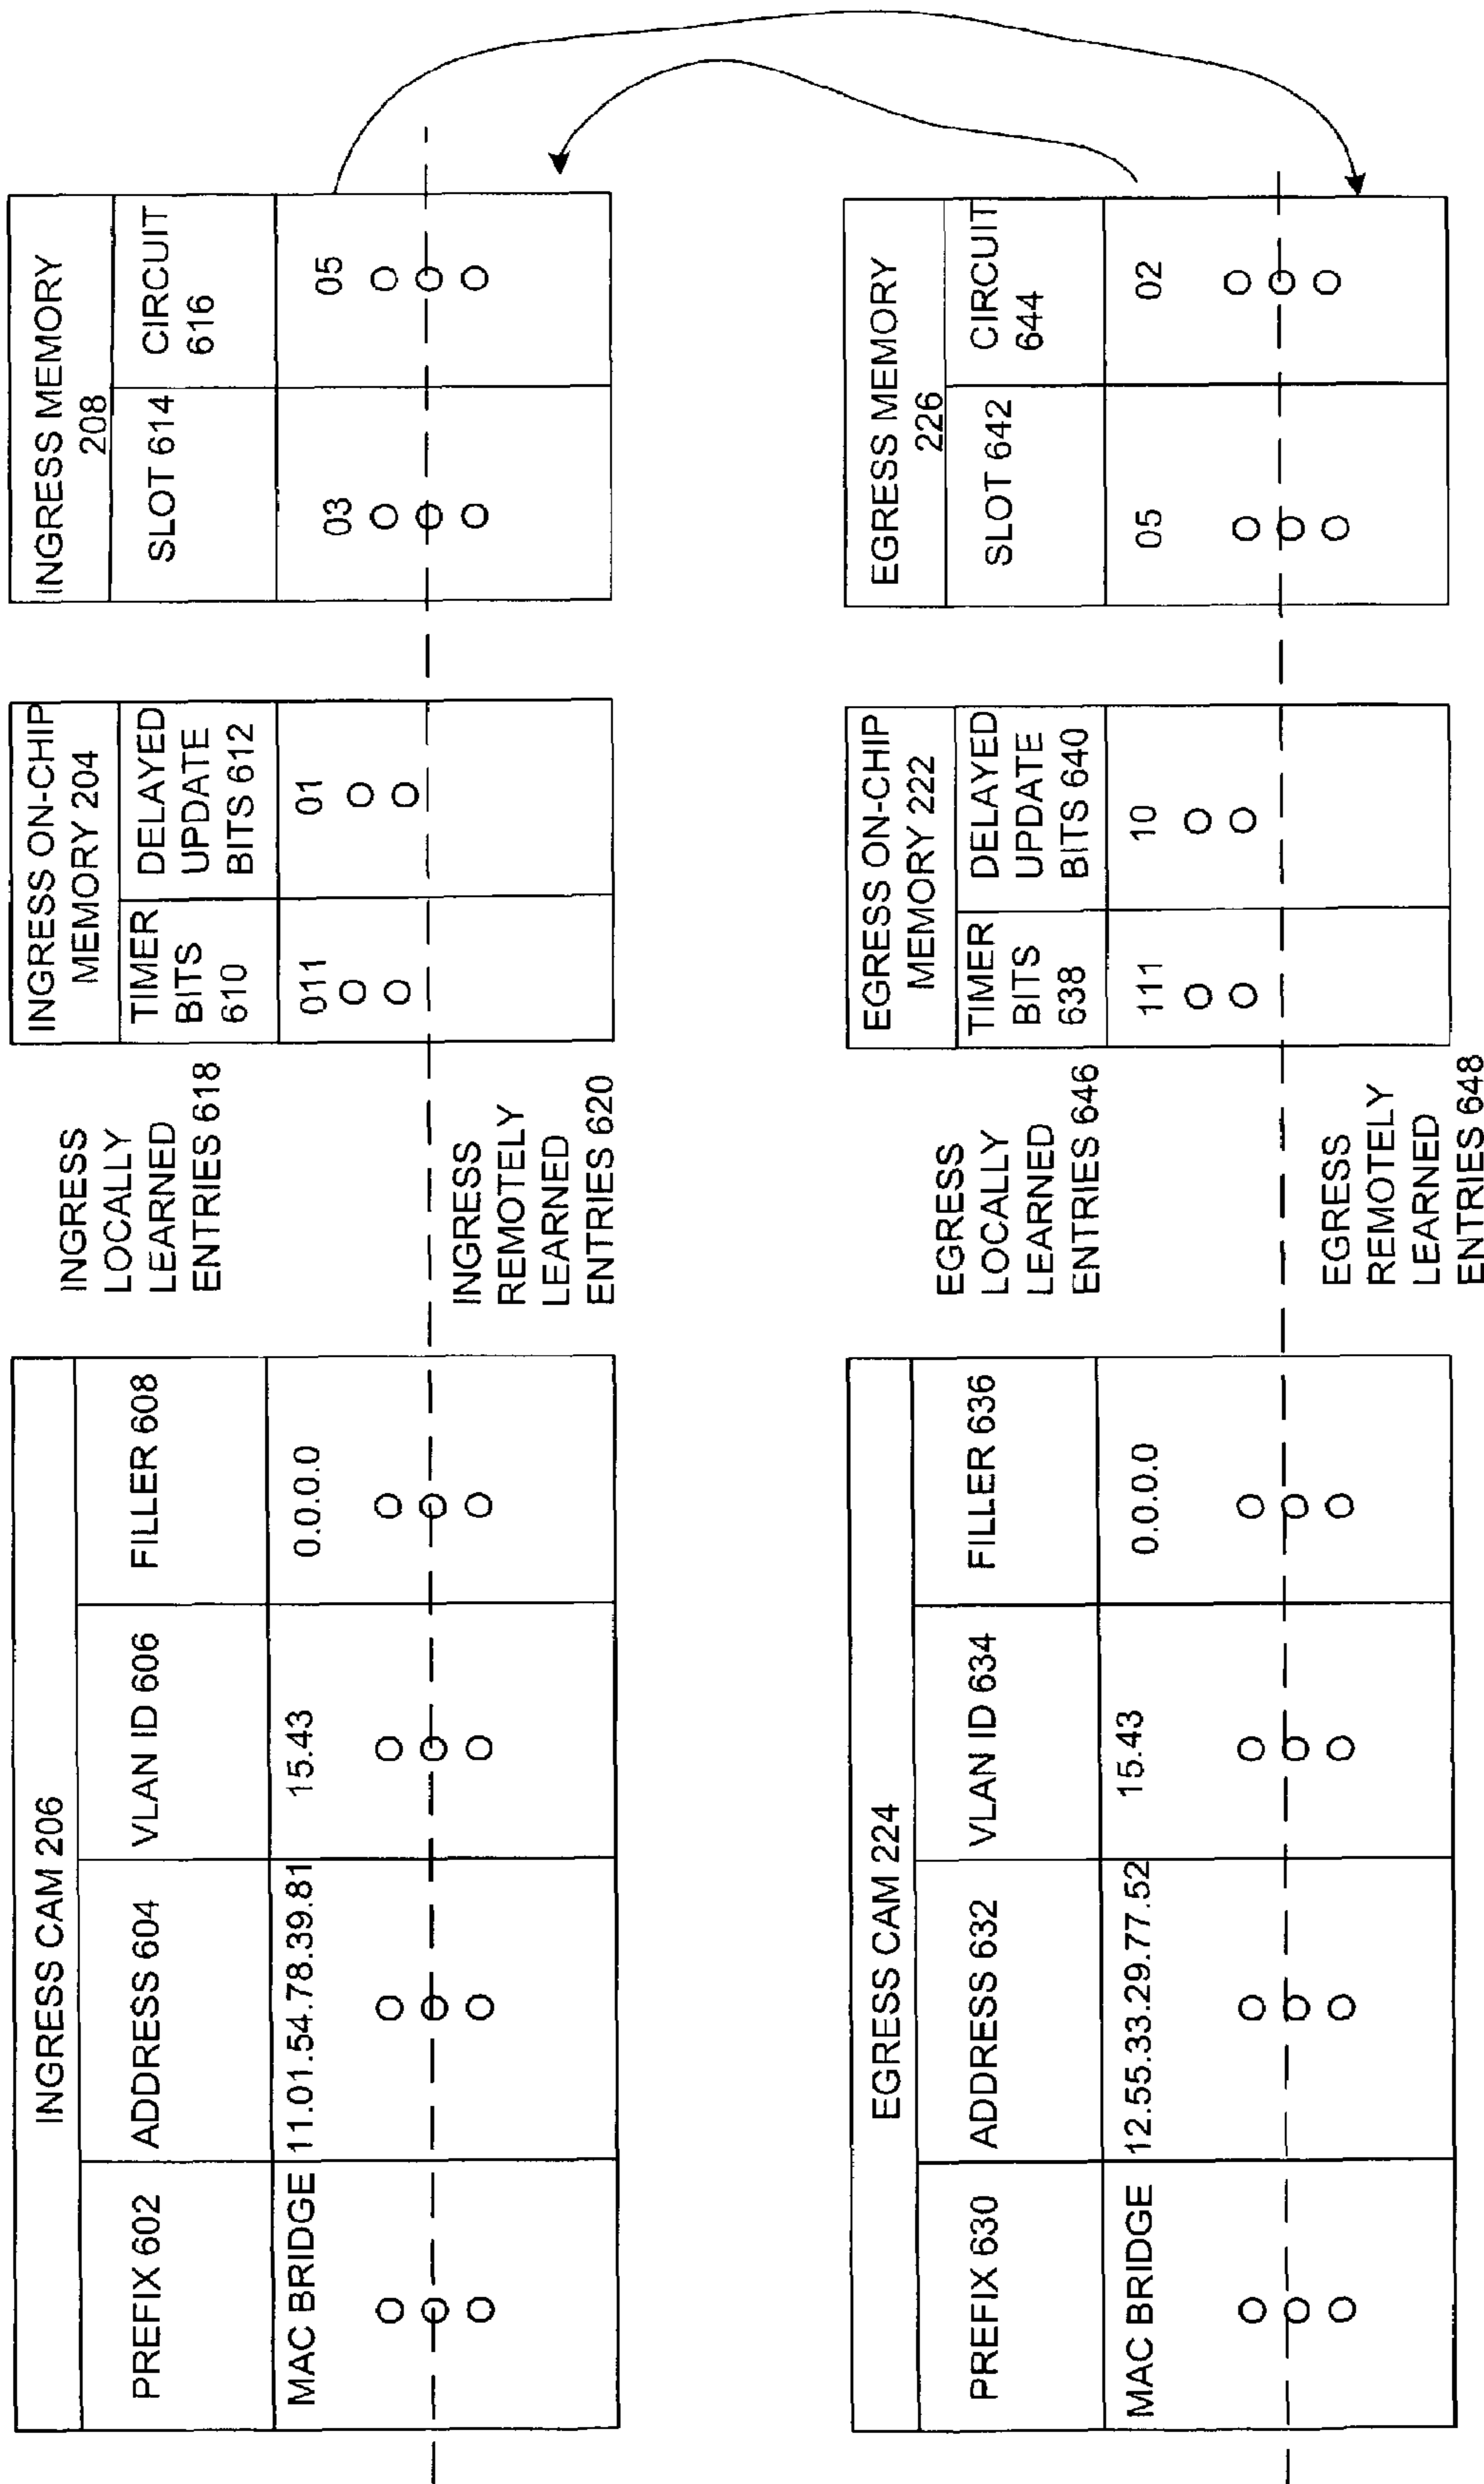 INGRESS CAM 206
PREFIX 602
ADDRESS 604
VLAN ID 606
FILLER 608
MAC BRIDGE
11.01.54.78.39.81
15.43
0.0.0.0
INGRESS
LOCALLY
LEARNED
ENTRIES 618
INGRESS
REMOTELY
LEARNED
ENTRIES 620
INGRESS ON-CHIP
MEMORY 204
TIMER
BITS
610
DELAYED
UPDATE
BITS 612
011
01
INGRESS MEMORY
208
SLOT 614
CIRCUIT
616
03
05
EGRESS CAM 224
PREFIX 630
ADDRESS 632
VLAN ID 634
FILLER 636
MAC BRIDGE
12.55.33.29.77.52
15.43
0.0.0.0
EGRESS
LOCALLY
LEARNED
ENTRIES 646
EGRESS
REMOTELY
LEARNED
ENTRIES 648
EGRESS ON-CHIP
MEMORY 222
TIMER
BITS
638
DELAYED
UPDATE
BITS 640
111
10
EGRESS MEMORY
226
SLOT 642
CIRCUIT
644
05
02